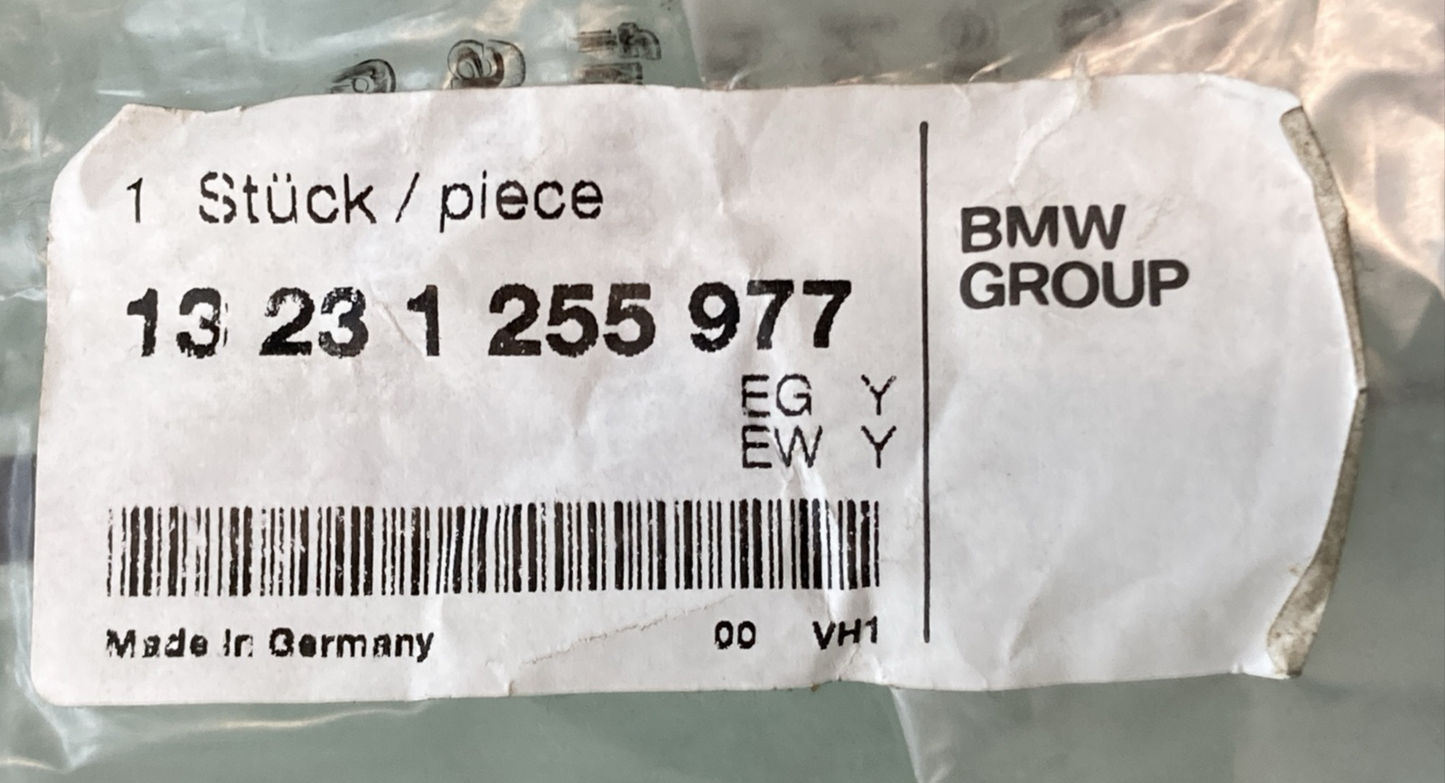 1 Stück / piece
13 23 1 255 977
EG Y
EW Y
Made in Germany
00 VH1
BMW
GROUP